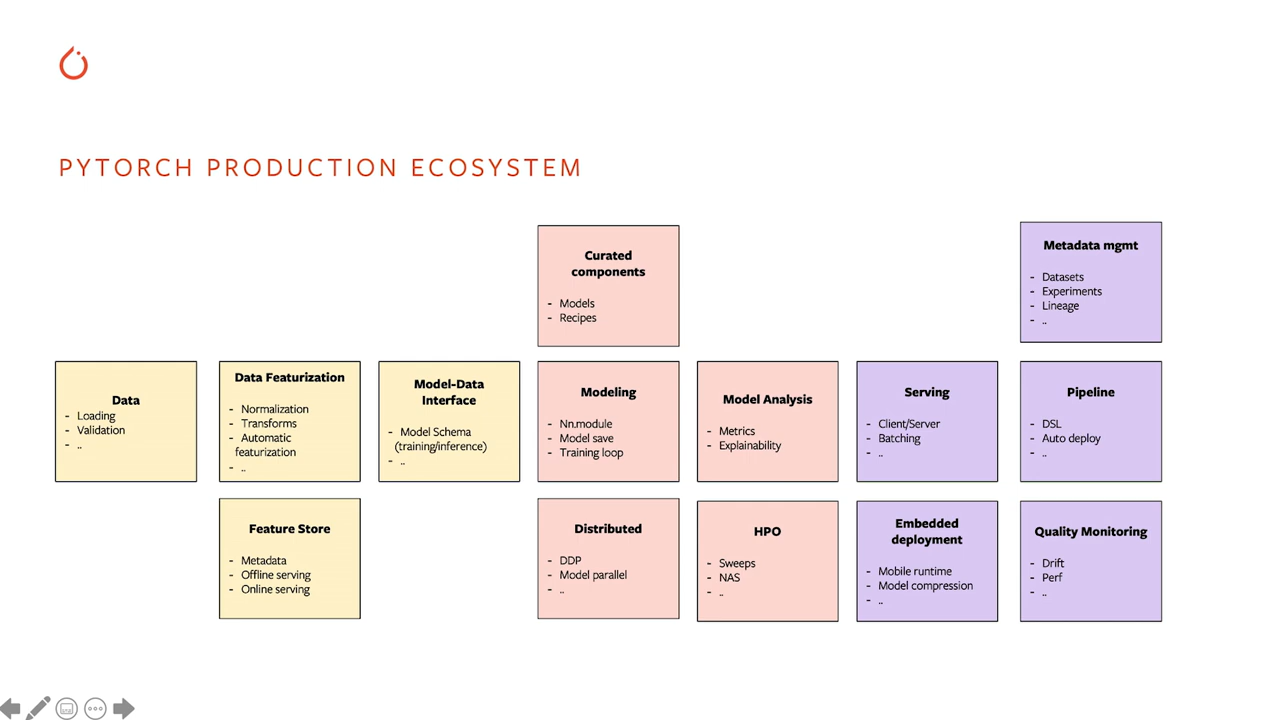 PYTORCH PRODUCTION ECOSYSTEM
Curated
components
- Models
- Recipes
Metadata mgmt
- Datasets
- Experiments
- Lineage
- ..
Data
- Loading
- Validation
- ..
Data Featurization
- Normalization
- Transforms
- Automatic
featurization
- ..
Model-Data
Interface
- Model Schema
(training/inference)
- ..
Modeling
- Nn.module
- Model save
- Training loop
Model Analysis
- Metrics
- Explainability
Serving
- Client/Server
- Batching
- ..
Pipeline
- DSL
- Auto deploy
- ..
Feature Store
- Metadata
- Offline serving
- Online serving
Distributed
- DDP
- Model parallel
- ..
HPO
- Sweeps
- NAS
- ..
Embedded
deployment
- Mobile runtime
- Model compression
- ..
Quality Monitoring
- Drift
- Perf
- ..